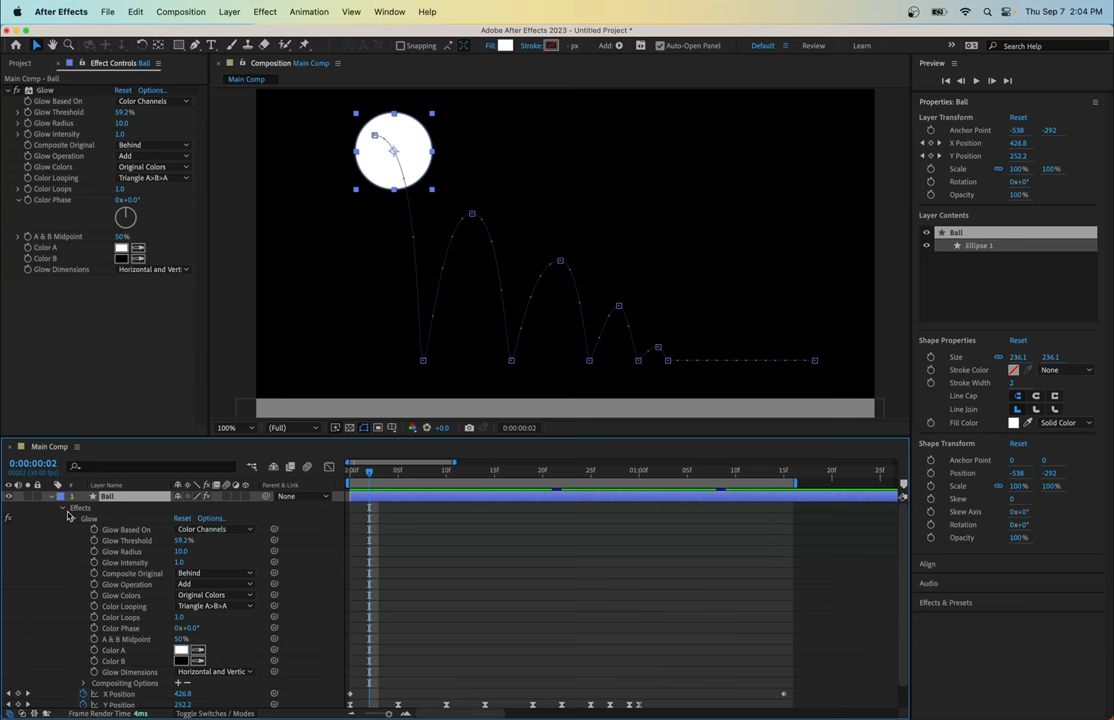 After Effects File Edit Composition Layer Effect Animation View Window Help Thu Sep 7 2:04 PM
Adobe After Effects 2023 - Untitled Project *
Snapping Fill: Stroke: - px Add: Auto-Open Panel Default Review Learn Search Help
Project Effect Controls Ball
Main Comp · Ball
fx Glow Reset Options...
Glow Based On Color Channels
Glow Threshold 59.2%
Glow Radius 10.0
Glow Intensity 1.0
Composite Original Behind
Glow Operation Add
Glow Colors Original Colors
Color Looping Triangle A>B>A
Color Loops 1.0
Color Phase 0x+0.0°
A & B Midpoint 50%
Color A
Color B
Glow Dimensions Horizontal and Verti
Composition Main Comp
Main Comp
100% (Full) +0.0 0:00:00:02
Preview
Properties: Ball
Layer Transform Reset
Anchor Point -538 -292
X Position 426.8
Y Position 252.2
Scale 100% 100%
Rotation 0x+0°
Opacity 100%
Layer Contents
Ball
Ellipse 1
Shape Properties Reset
Size 236.1 236.1
Stroke Color None
Stroke Width 2
Line Cap
Line Join
Fill Color Solid Color
Shape Transform Reset
Anchor Point 0 0
Position -538 -292
Scale 100% 100%
Skew 0
Skew Axis 0x+0°
Rotation 0x+0°
Opacity 100%
Align
Audio
Effects & Presets
Main Comp
0:00:00:02
00002 (30.00 fps)
:00f 05f 10f 15f 20f 25f 01:00f 05f 10f 15f 20f 25f
# Layer Name Parent & Link
1 Ball None
Effects
fx Glow Reset Options...
Glow Based On Color Channels
Glow Threshold 59.2%
Glow Radius 10.0
Glow Intensity 1.0
Composite Original Behind
Glow Operation Add
Glow Colors Original Colors
Color Looping Triangle A>B>A
Color Loops 1.0
Color Phase 0x+0.0°
A & B Midpoint 50%
Color A
Color B
Glow Dimensions Horizontal and Vertic
Compositing Options + −
X Position 426.8
Y Position 252.2
Frame Render Time 4ms Toggle Switches / Modes